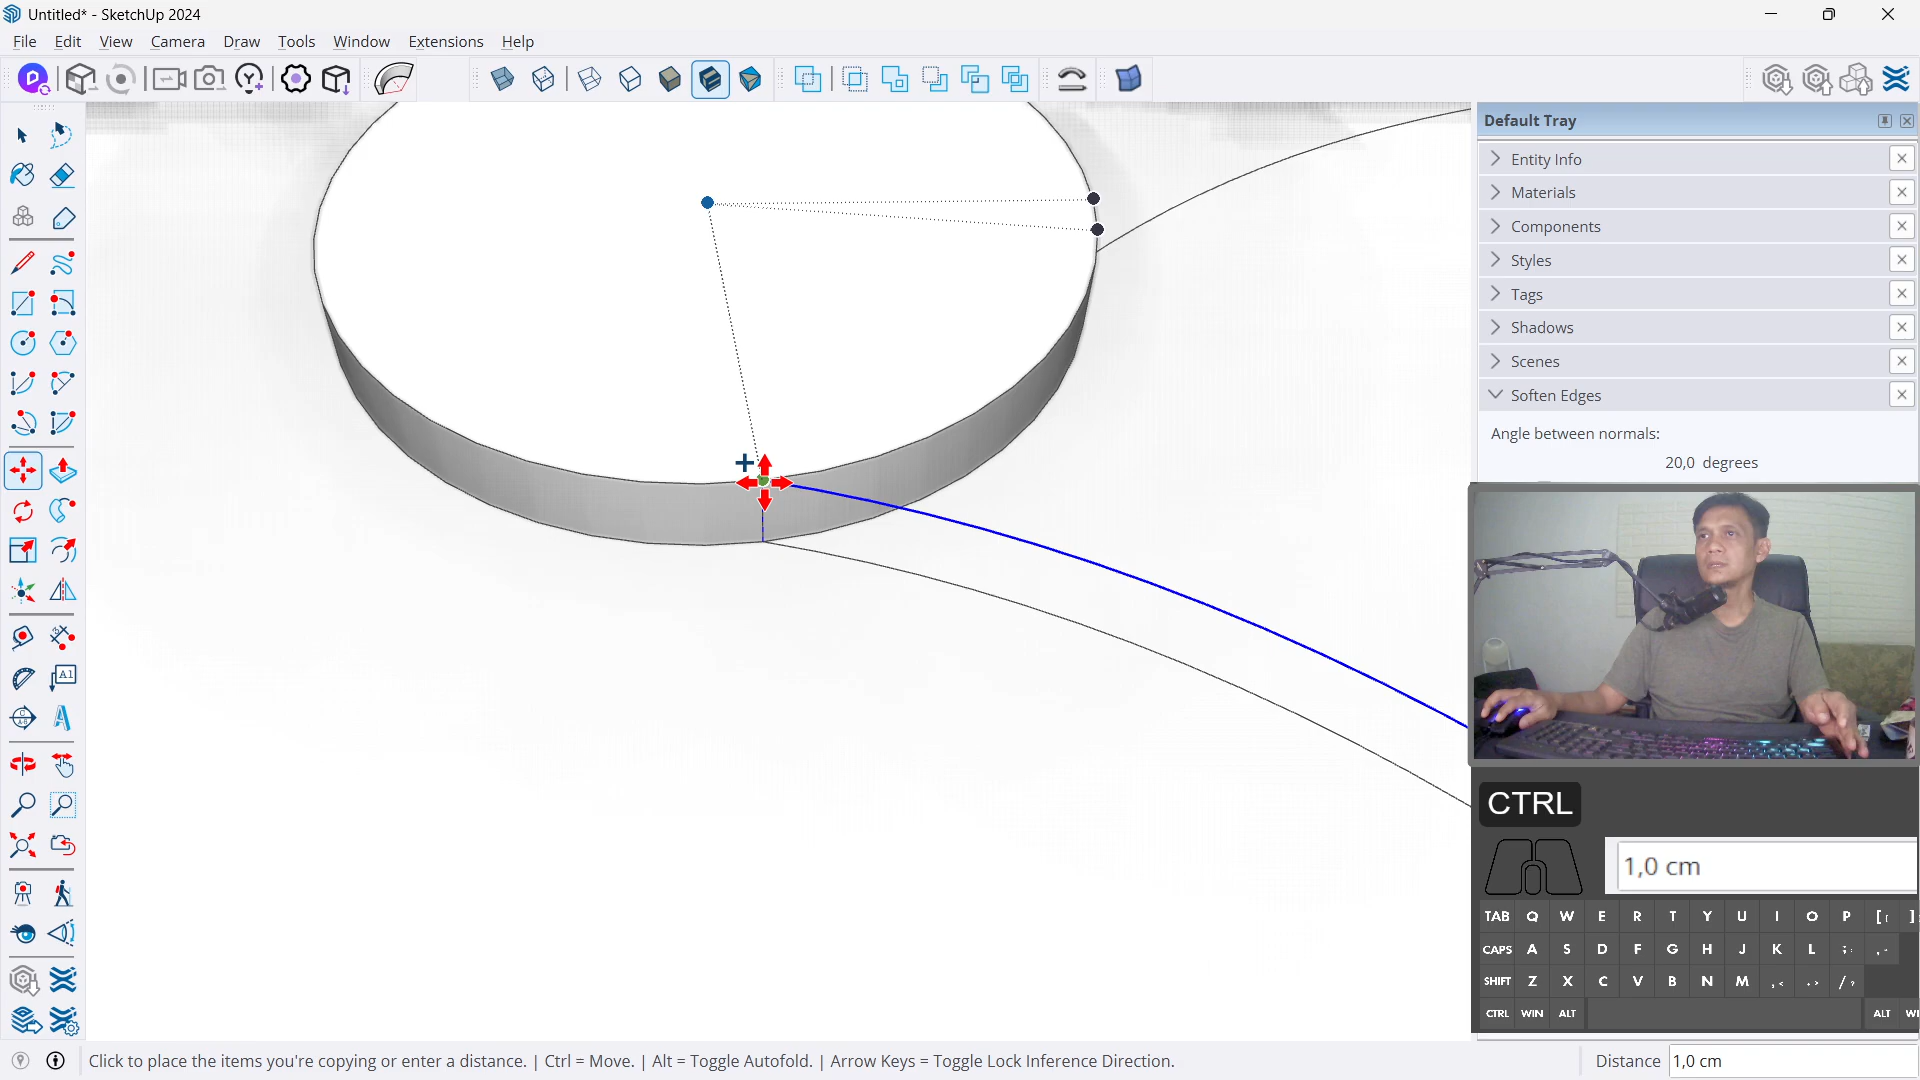 Untitled* - SketchUp 2024
File Edit View Camera Draw Tools Window Extensions Help
Default Tray
Entity Info
Materials
Components
Styles
Tags
Shadows
Scenes
Soften Edges
Angle between normals:
20,0 degrees
CTRL
1,0 cm
TAB Q W E R T Y U I O P [
CAPS A S D F G H J K L
SHIFT Z X C V B N M
CTRL WIN ALT ALT WI
Click to place the items you're copying or enter a distance. | Ctrl = Move. | Alt = Toggle Autofold. | Arrow Keys = Toggle Lock Inference Direction.
Distance 1,0 cm